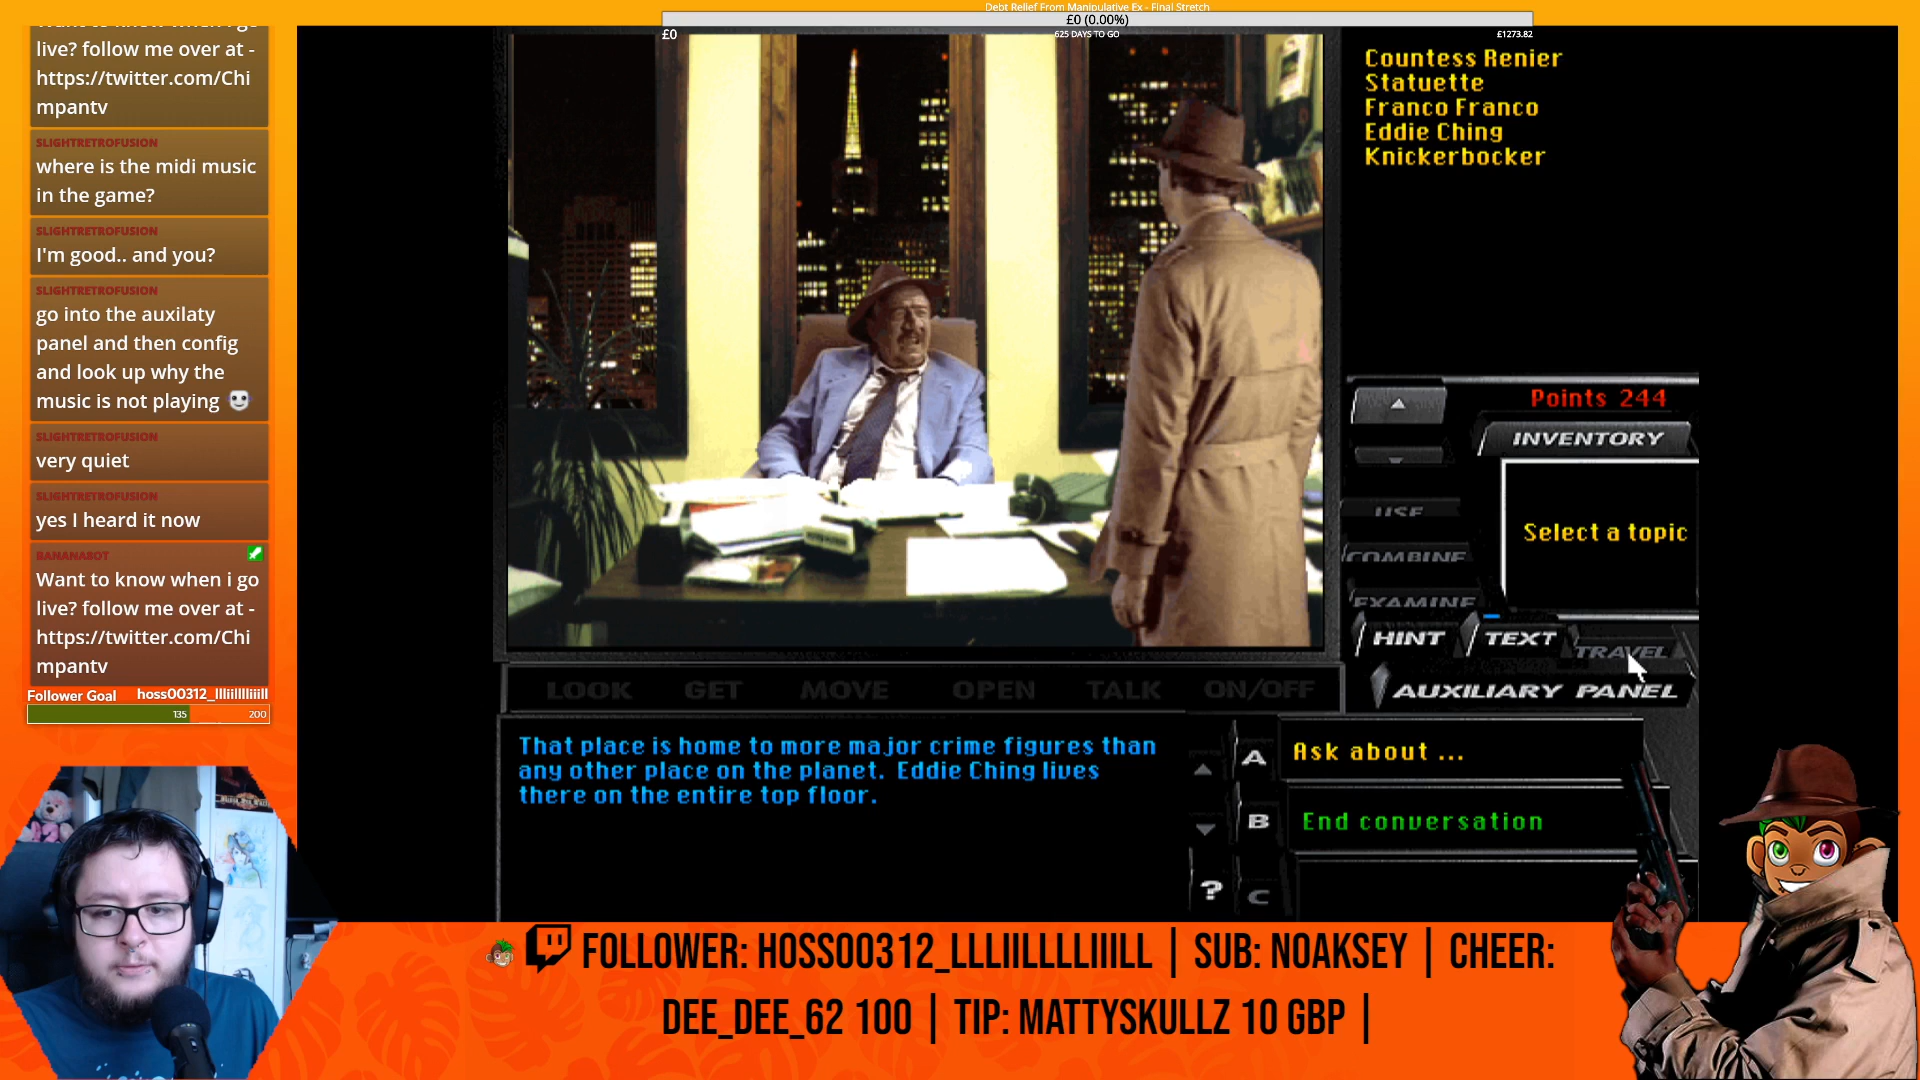 Debt Relief From Manipulative Ex - Final Stretch
£0 (0.00%)
£0
625 DAYS TO GO
£1273.82
live? follow me over at -
https://twitter.com/Chi
mpantv
SLIGHTRETROFUSION
where is the midi music
in the game?
SLIGHTRETROFUSION
I'm good.. and you?
SLIGHTRETROFUSION
go into the auxilaty
panel and then config
and look up why the
music is not playing
SLIGHTRETROFUSION
very quiet
SLIGHTRETROFUSION
yes I heard it now
BANANABOT
Want to know when i go
live? follow me over at -
https://twitter.com/Chi
mpantv
Follower Goal
hoss00312_llliillllliiill
135
200
Countess Renier
Statuette
Franco Franco
Eddie Ching
Knickerbocker
Points 244
INVENTORY
USE
COMBINE
EXAMINE
Select a topic
HINT
TEXT
TRAVEL
AUXILIARY PANEL
LOOK
GET
MOVE
OPEN
TALK
ON/OFF
That place is home to more major crime figures than
any other place on the planet. Eddie Ching lives
there on the entire top floor.
?
A
Ask about ...
B
End conversation
C
FOLLOWER: HOSS00312_LLLIILLLLLIIILL | SUB: NOAKSEY | CHEER:
DEE_DEE_62 100 | TIP: MATTYSKULLZ 10 GBP |